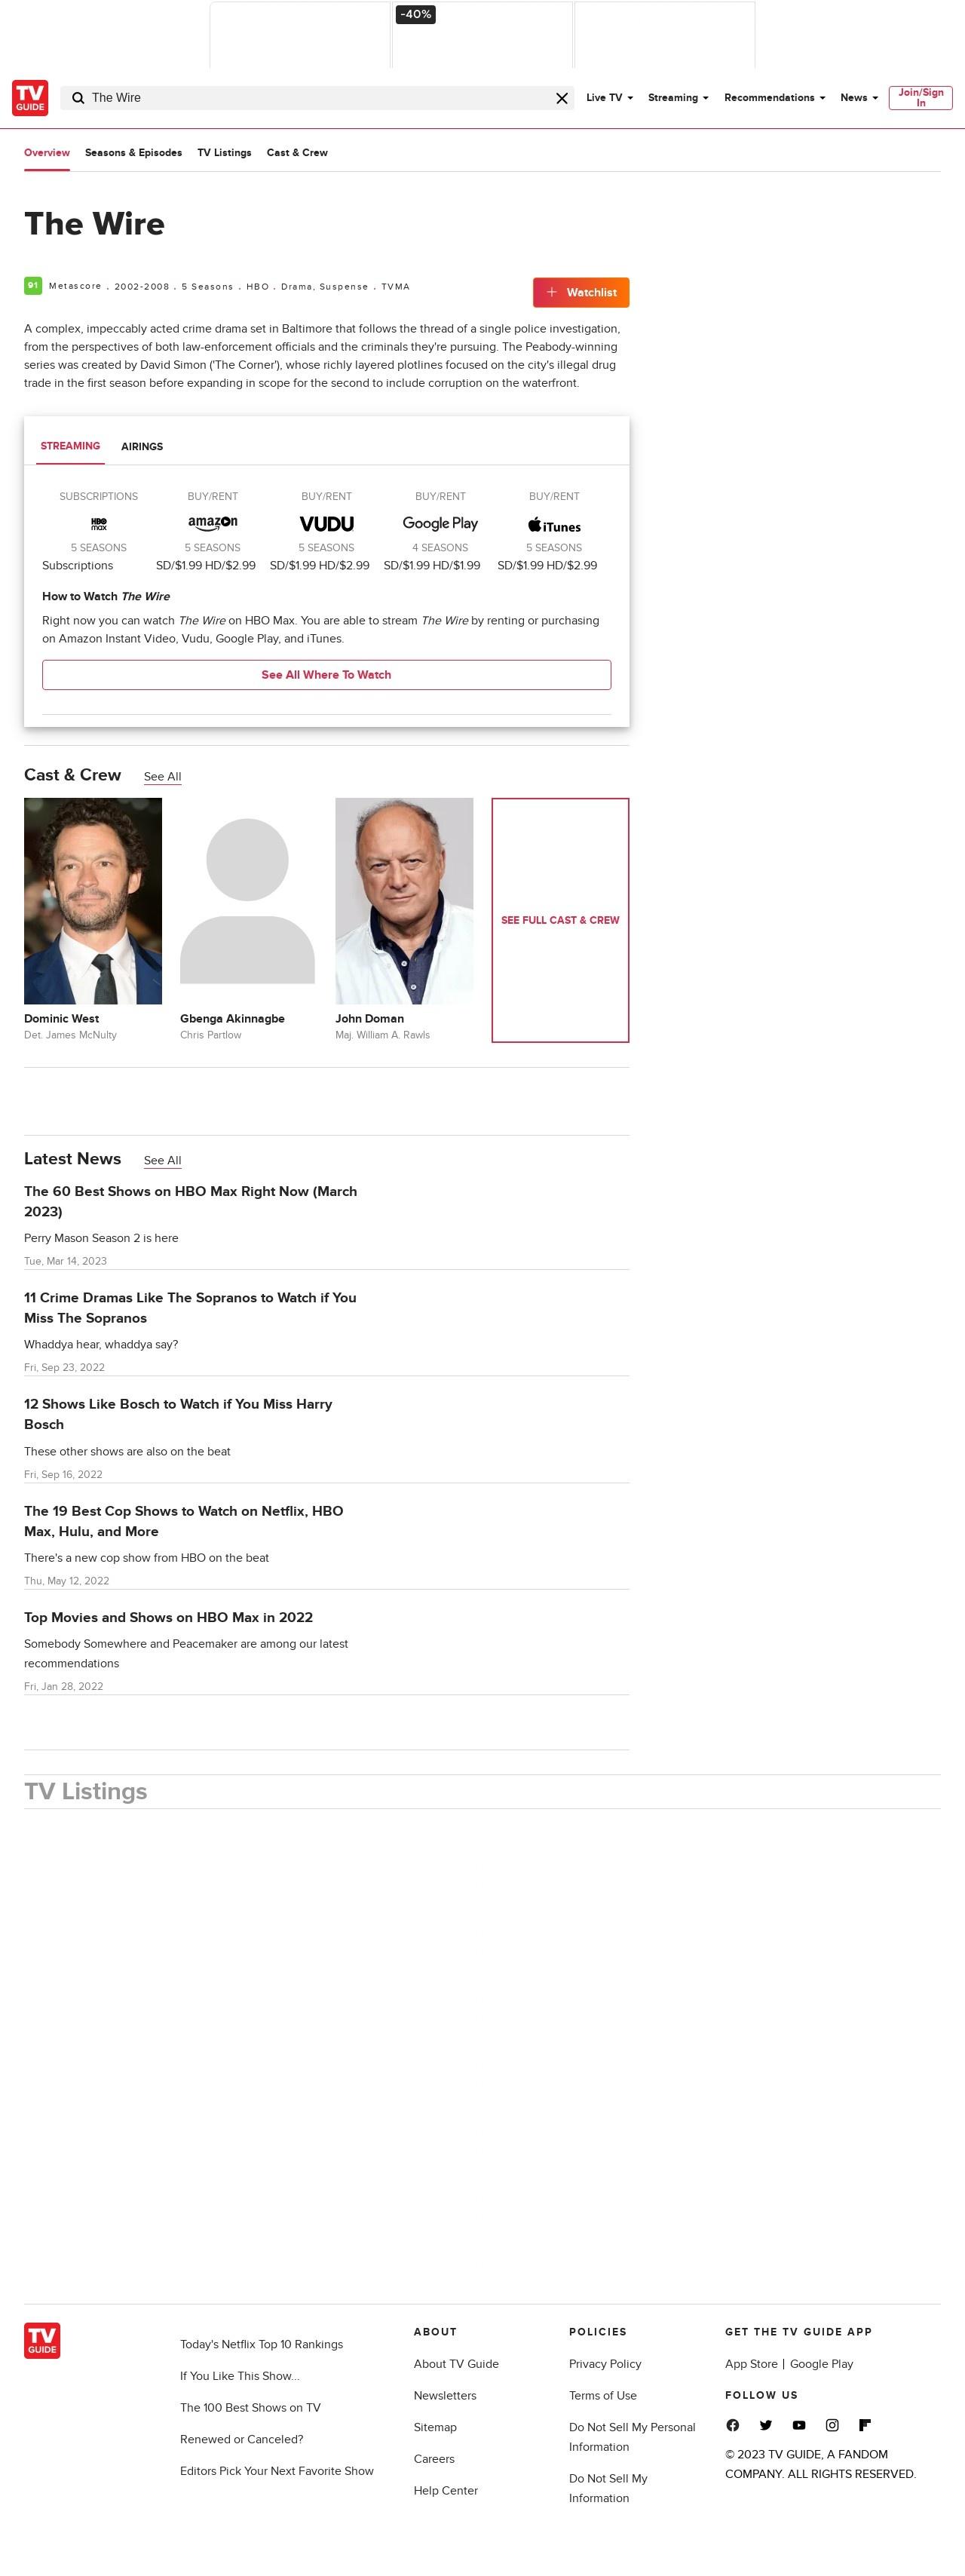 -40%
TV
GUIDE
The Wire
Live TV
Streaming
Recommendations
News
Join/Sign
In
Overview
Seasons & Episodes
TV Listings
Cast & Crew
The Wire
91 Metascore . 2002-2008 . 5 Seasons . HBO . Drama, Suspense . TVMA
+ Watchlist
A complex, impeccably acted crime drama set in Baltimore that follows the thread of a single police investigation,
from the perspectives of both law-enforcement officials and the criminals they're pursuing. The Peabody-winning
series was created by David Simon ('The Corner'), whose richly layered plotlines focused on the city's illegal drug
trade in the first season before expanding in scope for the second to include corruption on the waterfront.
STREAMING
AIRINGS
SUBSCRIPTIONS
HBO
max
5 SEASONS
Subscriptions
BUY/RENT
amazon
5 SEASONS
SD/$1.99 HD/$2.99
BUY/RENT
VUDU
5 SEASONS
SD/$1.99 HD/$2.99
BUY/RENT
Google Play
4 SEASONS
SD/$1.99 HD/$1.99
BUY/RENT
iTunes
5 SEASONS
SD/$1.99 HD/$2.99
How to Watch The Wire
Right now you can watch The Wire on HBO Max. You are able to stream The Wire by renting or purchasing
on Amazon Instant Video, Vudu, Google Play, and iTunes.
See All Where To Watch
Cast & Crew
See All
Dominic West
Det. James McNulty
Gbenga Akinnagbe
Chris Partlow
John Doman
Maj. William A. Rawls
SEE FULL CAST & CREW
Latest News
See All
The 60 Best Shows on HBO Max Right Now (March
2023)
Perry Mason Season 2 is here
Tue, Mar 14, 2023
11 Crime Dramas Like The Sopranos to Watch if You
Miss The Sopranos
Whaddya hear, whaddya say?
Fri, Sep 23, 2022
12 Shows Like Bosch to Watch if You Miss Harry
Bosch
These other shows are also on the beat
Fri, Sep 16, 2022
The 19 Best Cop Shows to Watch on Netflix, HBO
Max, Hulu, and More
There's a new cop show from HBO on the beat
Thu, May 12, 2022
Top Movies and Shows on HBO Max in 2022
Somebody Somewhere and Peacemaker are among our latest
recommendations
Fri, Jan 28, 2022
TV Listings
TV
GUIDE
Today's Netflix Top 10 Rankings
If You Like This Show...
The 100 Best Shows on TV
Renewed or Canceled?
Editors Pick Your Next Favorite Show
ABOUT
About TV Guide
Newsletters
Sitemap
Careers
Help Center
POLICIES
Privacy Policy
Terms of Use
Do Not Sell My Personal
Information
Do Not Sell My
Information
GET THE TV GUIDE APP
App Store | Google Play
FOLLOW US
© 2023 TV GUIDE, A FANDOM
COMPANY. ALL RIGHTS RESERVED.